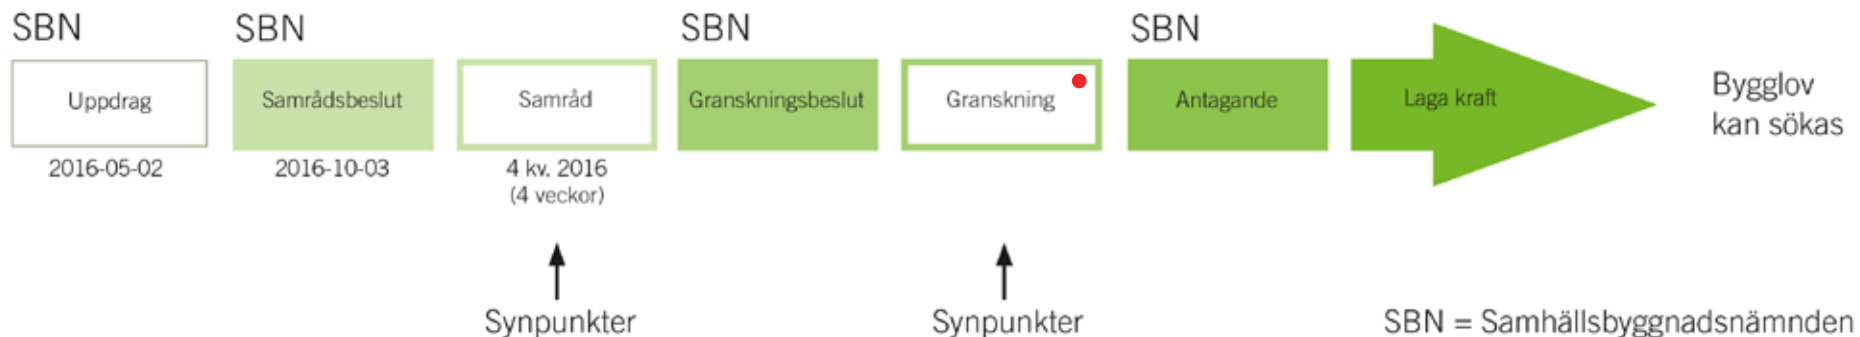 SBN
SBN
SBN
SBN
Uppdrag
Samrådsbeslut
Samråd
Granskningsbeslut
Granskning
Antagande
Laga kraft
Bygglov
kan sökas
2016-05-02
2016-10-03
4 kv. 2016
(4 veckor)
Synpunkter
Synpunkter
SBN = Samhällsbyggnadsnämnden